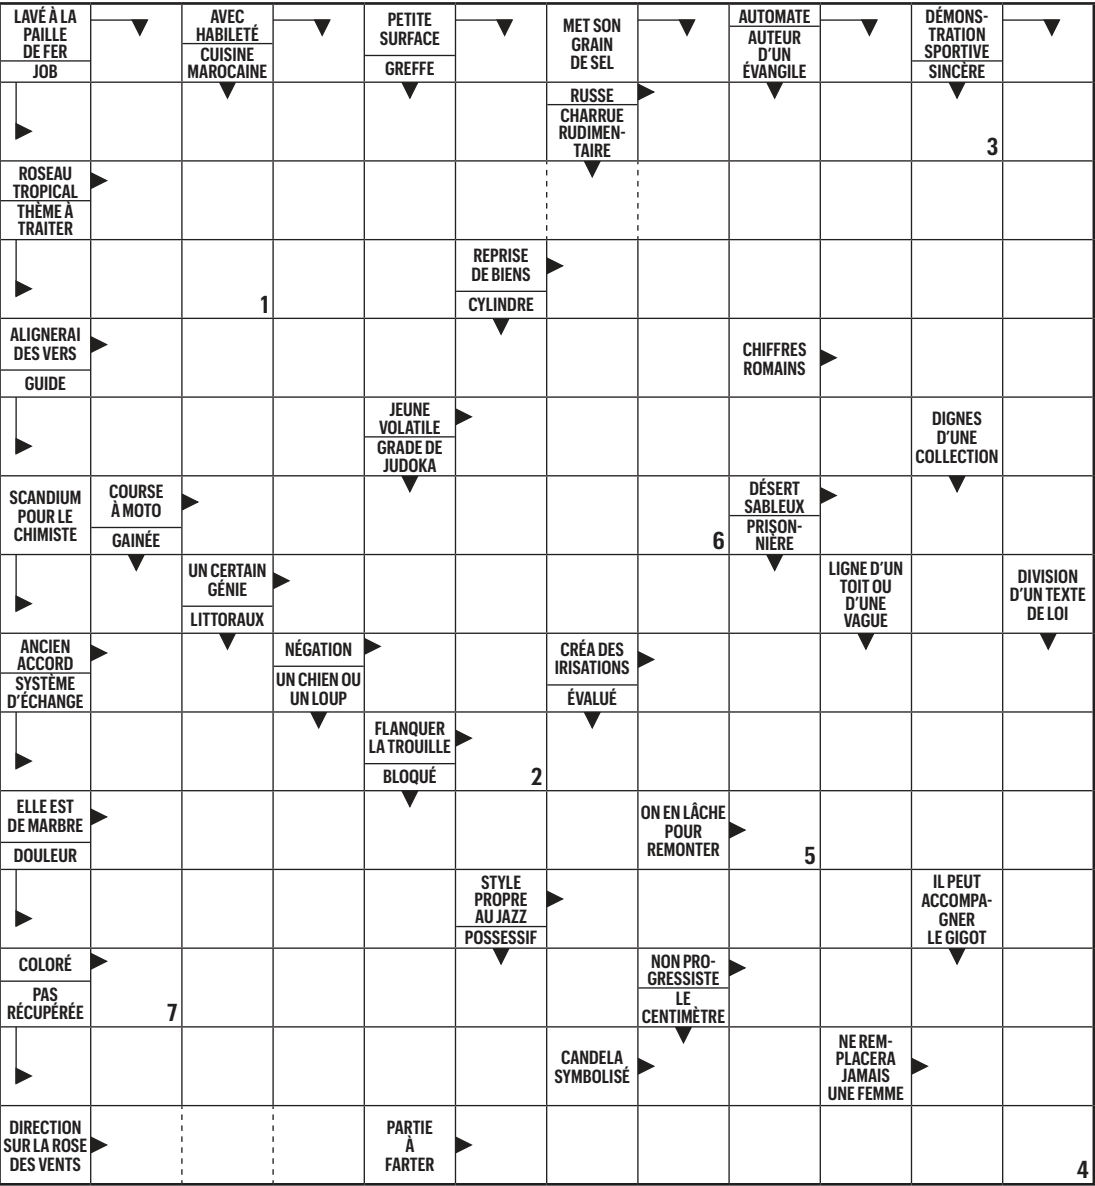 LAVÉ À LA
PAILLE
DE FER
JOB
AVEC
HABILETÉ
CUISINE
MAROCAINE
PETITE
SURFACE
GREFFE
MET SON
GRAIN
DE SEL
AUTOMATE
AUTEUR
D'UN
ÉVANGILE
DÉMONS-
TRATION
SPORTIVE
SINCÈRE
RUSSE
CHARRUE
RUDIMEN-
TAIRE
3
ROSEAU
TROPICAL
THÈME À
TRAITER
1
REPRISE
DE BIENS
CYLINDRE
ALIGNERAI
DES VERS
GUIDE
CHIFFRES
ROMAINS
JEUNE
VOLATILE
GRADE DE
JUDOKA
DIGNES
D'UNE
COLLECTION
SCANDIUM
POUR LE
CHIMISTE
COURSE
À MOTO
GAINÉE
6
DÉSERT
SABLEUX
PRISON-
NIÈRE
UN CERTAIN
GÉNIE
LITTORAUX
LIGNE D'UN
TOIT OU
D'UNE
VAGUE
DIVISION
D'UN TEXTE
DE LOI
ANCIEN
ACCORD
SYSTÈME
D'ÉCHANGE
NÉGATION
UN CHIEN OU
UN LOUP
CRÉA DES
IRISATIONS
ÉVALUÉ
FLANQUER
LA TROUILLE
BLOQUÉ
2
ELLE EST
DE MARBRE
DOULEUR
ON EN LÂCHE
POUR
REMONTER
5
STYLE
PROPRE
AU JAZZ
POSSESSIF
IL PEUT
ACCOMPA-
GNER
LE GIGOT
COLORÉ
PAS
RÉCUPÉRÉE
7
NON PRO-
GRESSISTE
LE
CENTIMÈTRE
CANDELA
SYMBOLISÉ
NE REM-
PLACERA
JAMAIS
UNE FEMME
DIRECTION
SUR LA ROSE
DES VENTS
PARTIE
À
FARTER
4